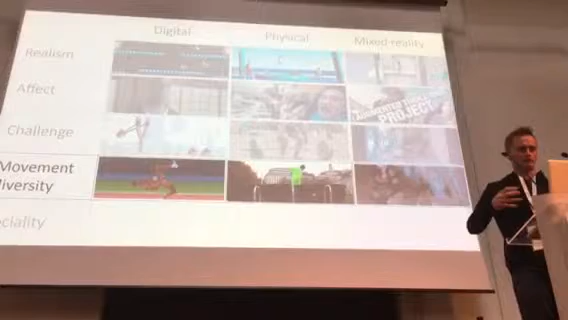 Digital Physical Mixed-reality
Realism
Affect
Challenge
PROJECT
Movement
diversity
ociality